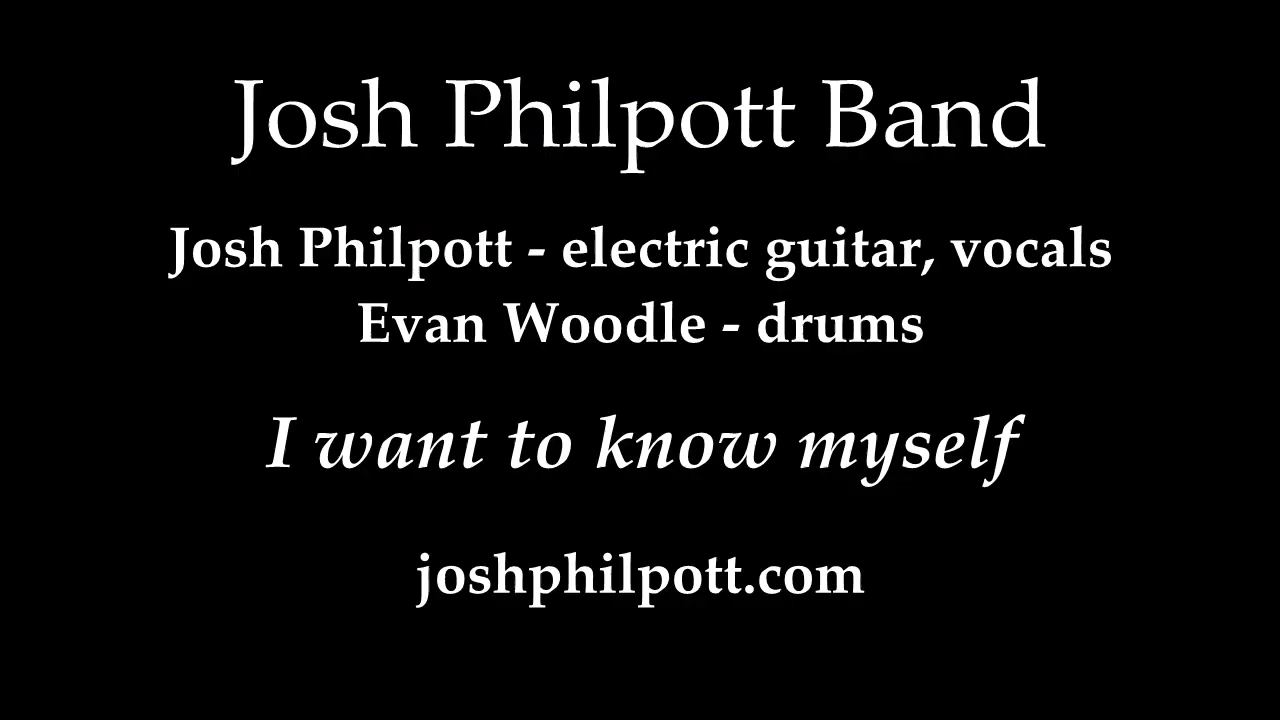 Josh Philpott Band
Josh Philpott - electric guitar, vocals
Evan Woodle - drums
I want to know myself
joshphilpott.com